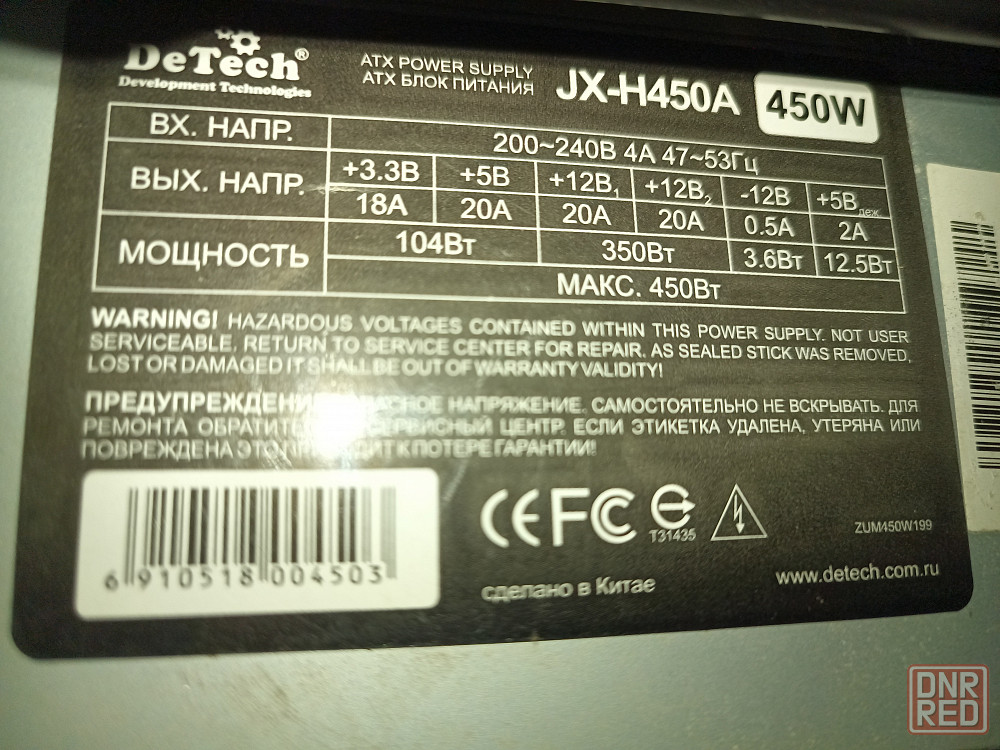 DeTech®
Development Technologies
ATX POWER SUPPLY
ATX БЛОК ПИТАНИЯ
JX-H450A
450W
ВХ. НАПР. 200~240В 4А 47~53Гц
ВЫХ. НАПР. +3.3В +5В +12В1 +12В2 -12В +5Вдеж.
18А 20А 20А 20А 0.5А 2А
МОЩНОСТЬ 104Вт 350Вт 3.6Вт 12.5Вт
МАКС. 450Вт
WARNING! HAZARDOUS VOLTAGES CONTAINED WITHIN THIS POWER SUPPLY. NOT USER
SERVICEABLE. RETURN TO SERVICE CENTER FOR REPAIR. AS SEALED STICK WAS REMOVED,
LOST OR DAMAGED IT SHALL BE OUT OF WARRANTY VALIDITY!
ПРЕДУПРЕЖДЕНИ НАПРЯЖЕНИЕ. САМОСТОЯТЕЛЬНО НЕ ВСКРЫВАТЬ. ДЛЯ
РЕМОНТА ОБРАТИТЕ СЕРВИСНЫЙ ЦЕНТР. ЕСЛИ ЭТИКЕТКА УДАЛЕНА, УТЕРЯНА ИЛИ
ПОВРЕЖДЕНА ЭТО К ПОТЕРЕ ГАРАНТИИ!
6 910518 004503
CE FC
T31435
ZUM450W199
сделано в Китае
www.detech.com.ru
DNR
RED